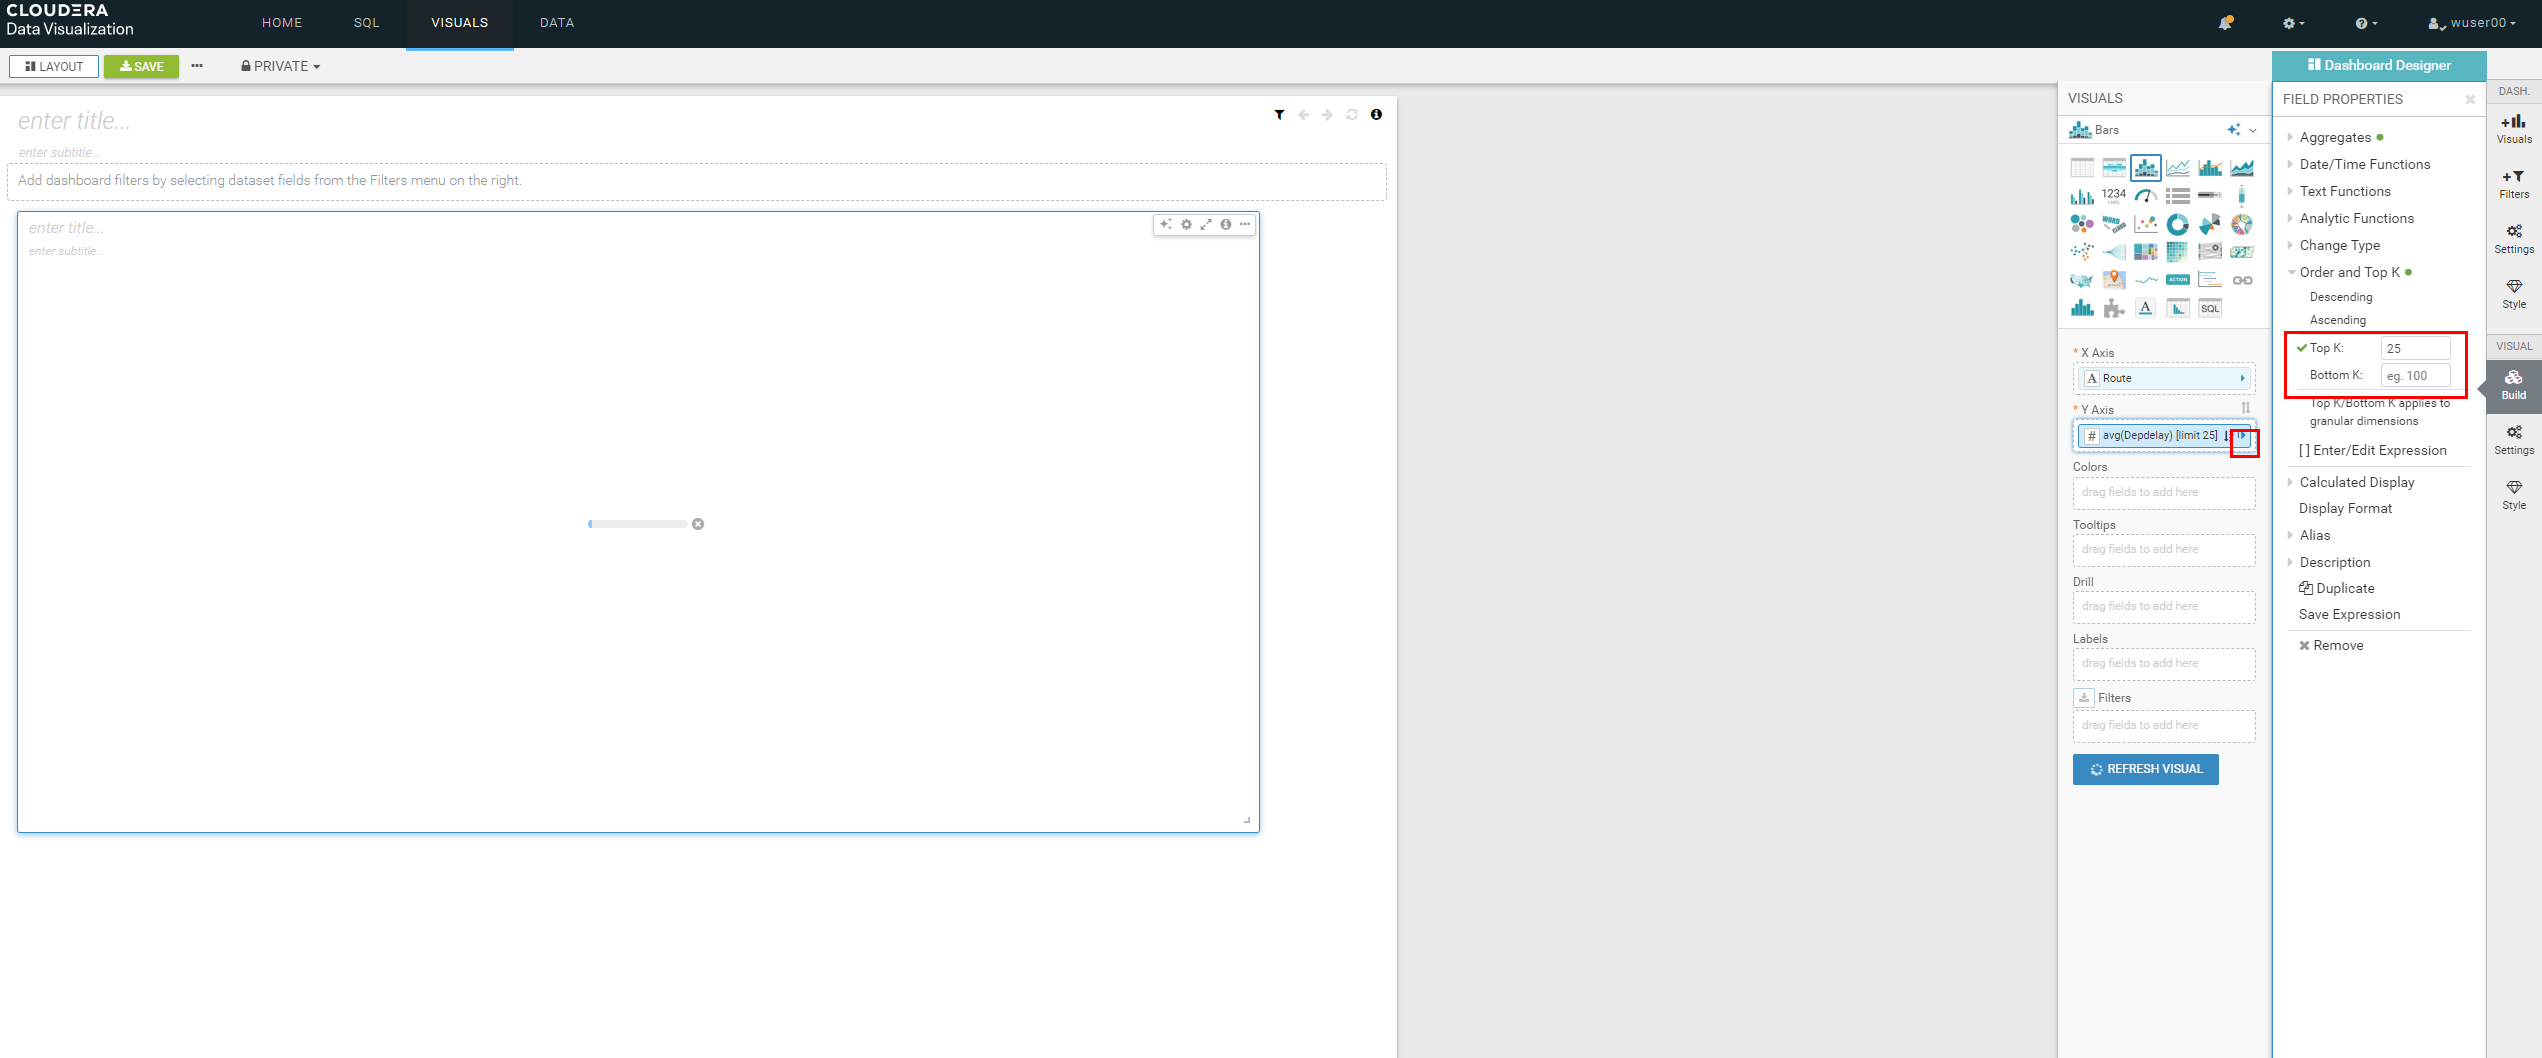 CLOUDERA
Data Visualization
HOME
SQL
VISUALS
DATA
wuser00
LAYOUT
SAVE
PRIVATE
Dashboard Designer
enter title...
enter subtitle...
Add dashboard filters by selecting dataset fields from the Filters menu on the right.
enter title...
enter subtitle...
VISUALS
Bars
1234
LABEL
WORD
CLOUD
ACTION
A
SQL
* X Axis
A Route
* Y Axis
# avg(Depdelay) [limit 25]
Colors
drag fields to add here
Tooltips
drag fields to add here
Drill
drag fields to add here
Labels
drag fields to add here
Filters
drag fields to add here
REFRESH VISUAL
FIELD PROPERTIES
Aggregates
Date/Time Functions
Text Functions
Analytic Functions
Change Type
Order and Top K
Descending
Ascending
Top K: 25
Bottom K: eg. 100
Top K/Bottom K applies to
granular dimensions
[ ] Enter/Edit Expression
Calculated Display
Display Format
Alias
Description
Duplicate
Save Expression
Remove
DASH.
Visuals
Filters
Settings
Style
VISUAL
Build
Settings
Style